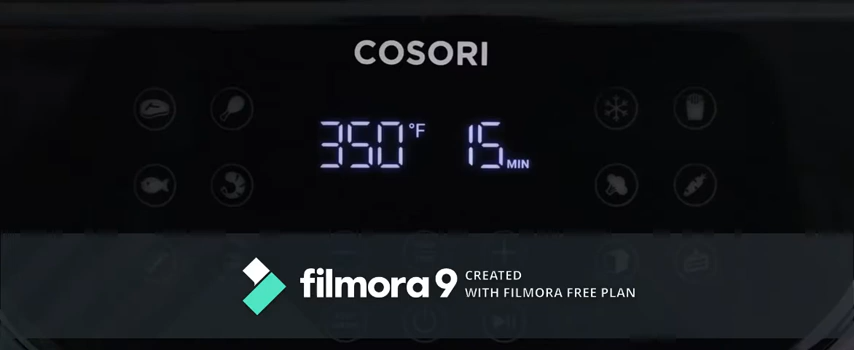 COSORI
350°F 15 MIN
filmora 9 CREATED
WITH FILMORA FREE PLAN